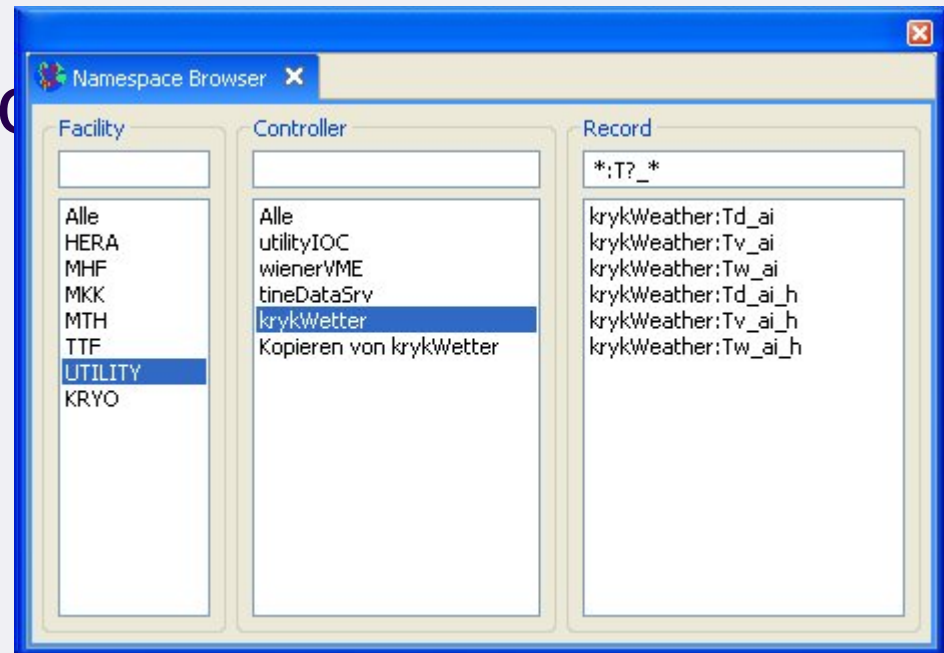 Namespace Browser
Facility
Alle
HERA
MHF
MKK
MTH
TTF
UTILITY
KRYO
Controller
Alle
utilityIOC
wienerVME
tineDataSrv
krykWetter
Kopieren von krykWetter
Record
*:T?_*
krykWeather:Td_ai
krykWeather:Tv_ai
krykWeather:Tw_ai
krykWeather:Td_ai_h
krykWeather:Tv_ai_h
krykWeather:Tw_ai_h